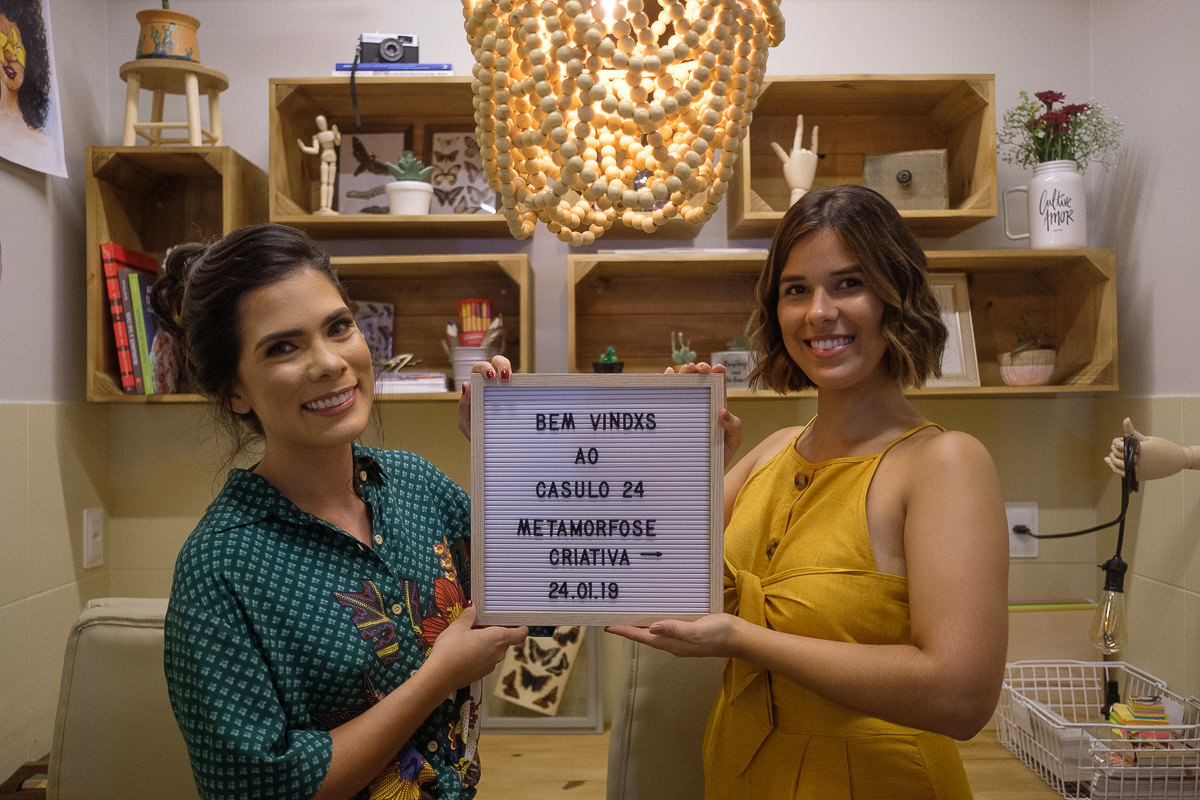 BEM VINDXS
AO
CASULO 24
METAMORFOSE
CRIATIVA →
24.01.19
Cultive
AMOR